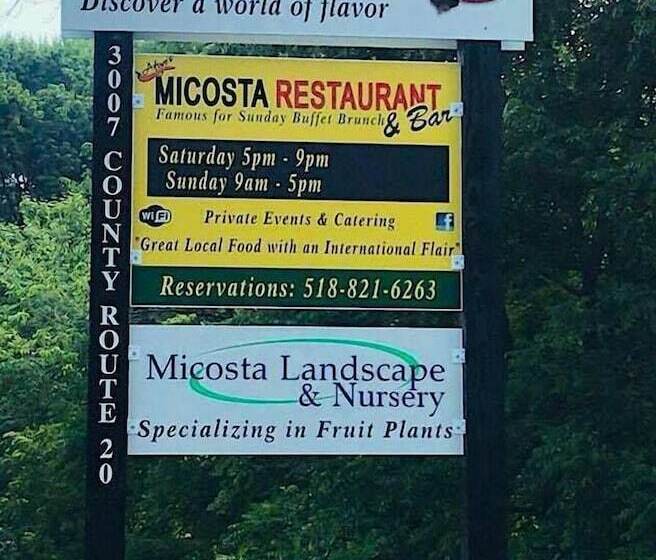 Discover a world of flavor
3007 COUNTY ROUTE 20
MICOSTA RESTAURANT
& Bar
Famous for Sunday Buffet Brunch
Saturday 5pm - 9pm
Sunday 9am - 5pm
WiFi
Private Events & Catering
f
"Great Local Food with an International Flair"
Reservations: 518-821-6263
Micosta Landscape
& Nursery
Specializing in Fruit Plants